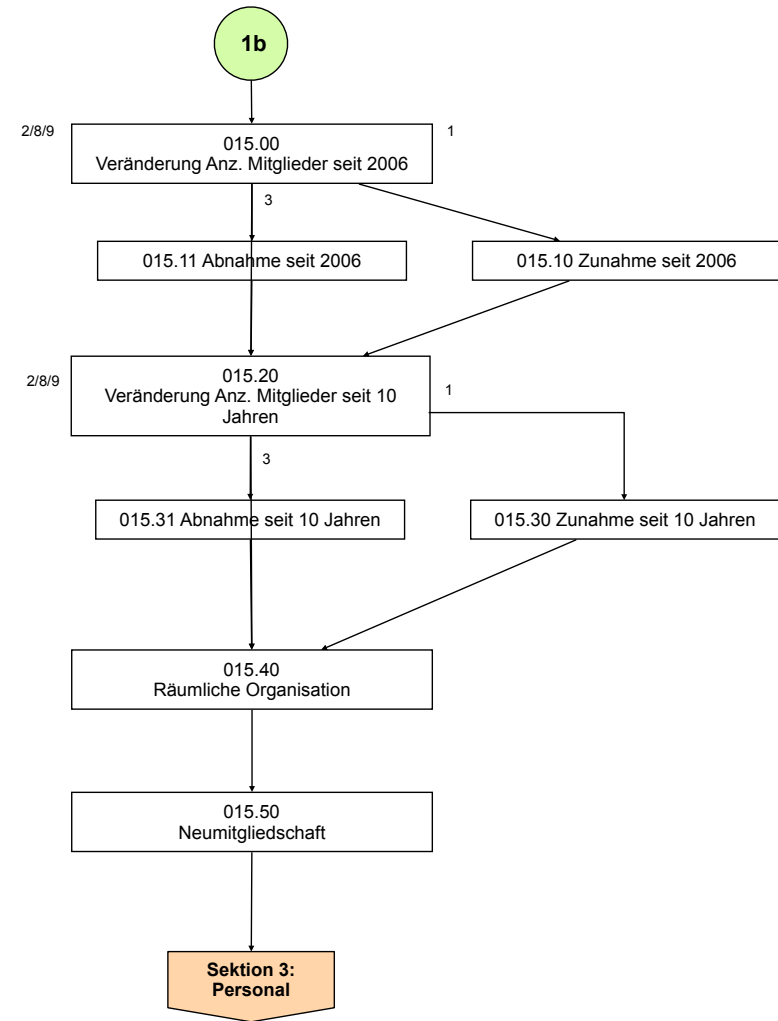 1b
2/8/9
1
015.00
Veränderung Anz. Mitglieder seit 2006
3
015.11 Abnahme seit 2006
015.10 Zunahme seit 2006
2/8/9
015.20
Veränderung Anz. Mitglieder seit 10
Jahren
1
3
015.31 Abnahme seit 10 Jahren
015.30 Zunahme seit 10 Jahren
015.40
Räumliche Organisation
015.50
Neumitgliedschaft
Sektion 3:
Personal